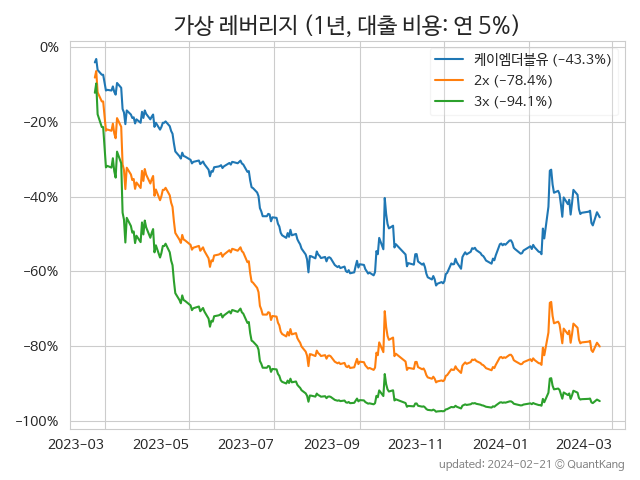 가상 레버리지 (1년, 대출 비용: 연 5%)
케이엠더블유 (-43.3%)
2x (-78.4%)
3x (-94.1%)
0%
-20%
-40%
-60%
-80%
-100%
2023-03 2023-05 2023-07 2023-09 2023-11 2024-01 2024-03
updated: 2024-02-21 © QuantKang